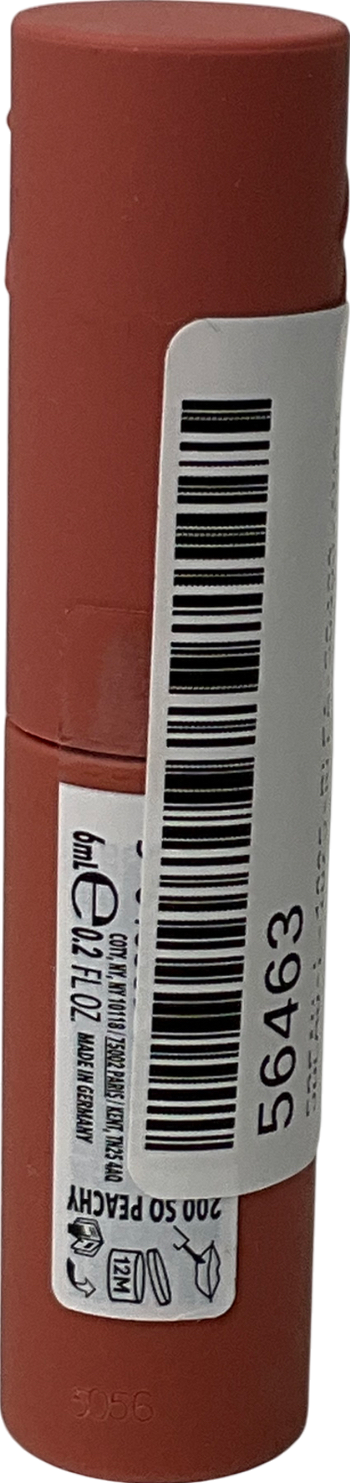 56463
6mL e 0.2 FL OZ. MADE IN GERMANY
COTY, NY, NY 10118 / 75002 PARIS / KENT, TN25 4AQ
200 SO PEACHY
12M
5056